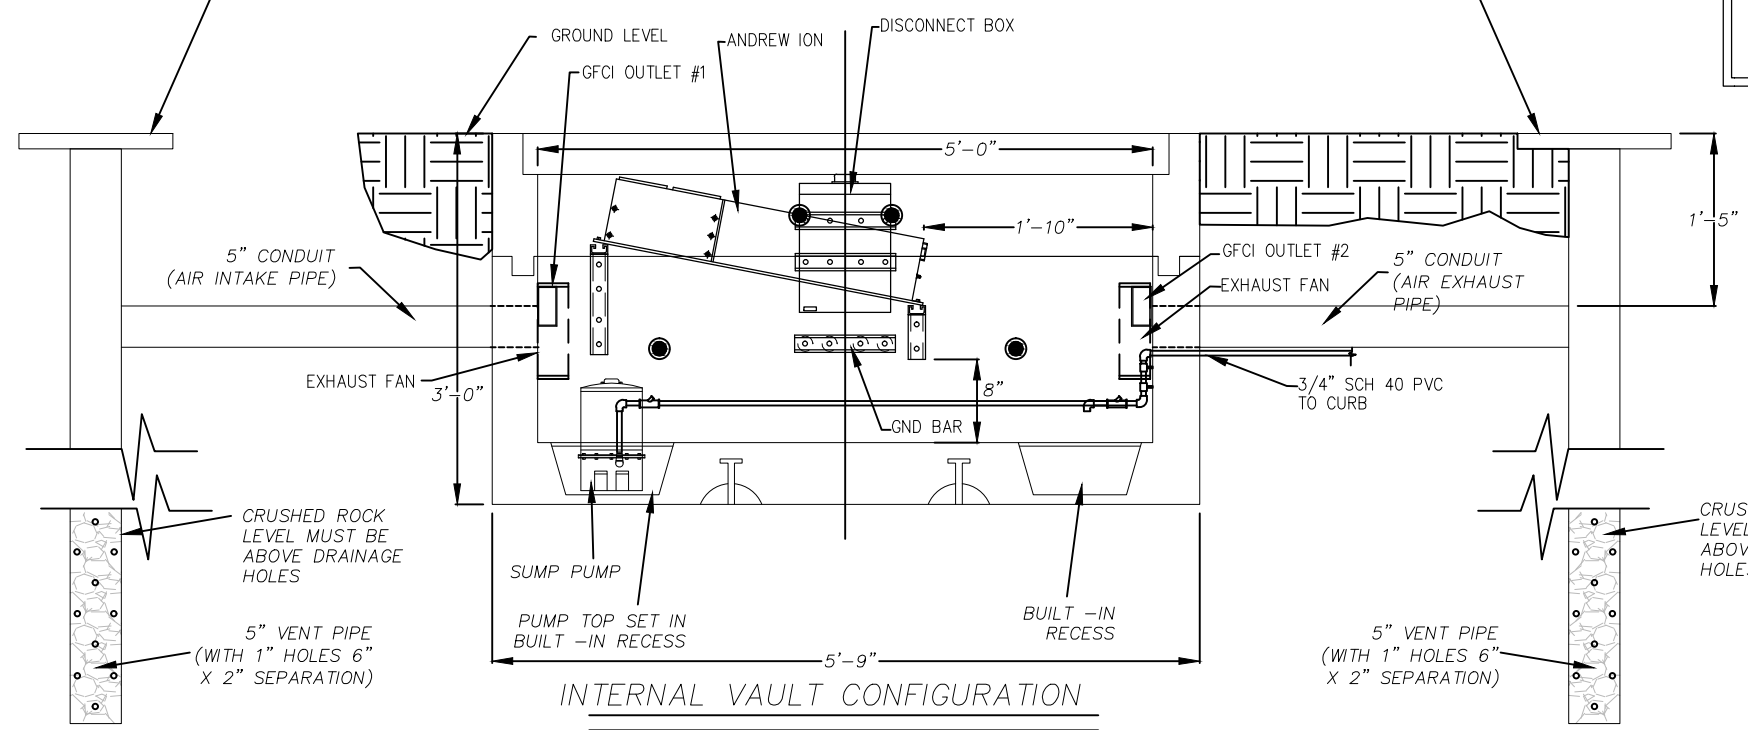 DISCONNECT BOX
GROUND LEVEL
ANDREW ION
GFCI OUTLET #1
5'-0"
1'-10"
1'-5"
5" CONDUIT
(AIR INTAKE PIPE)
GFCI OUTLET #2
EXHAUST FAN
5" CONDUIT
(AIR EXHAUST
PIPE)
EXHAUST FAN
3'-0"
8"
3/4" SCH 40 PVC
TO CURB
GND BAR
CRUSHED ROCK
LEVEL MUST BE
ABOVE DRAINAGE
HOLES
SUMP PUMP
PUMP TOP SET IN
BUILT -IN RECESS
BUILT -IN
RECESS
CRUS
LEVEL
ABOV
HOLES
5" VENT PIPE
(WITH 1" HOLES 6"
X 2" SEPARATION)
5" VENT PIPE
(WITH 1" HOLES 6"
X 2" SEPARATION)
5'-9"
INTERNAL VAULT CONFIGURATION